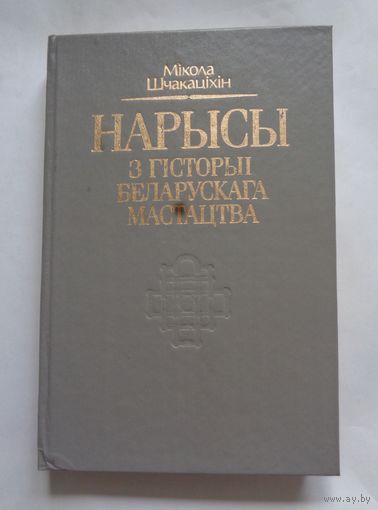 Мікола
Шчакаціхін
НАРЫСЫ
З ГІСТОРЫІ
БЕЛАРУСКАГА
МАСТАЦТВА
www.ay.by